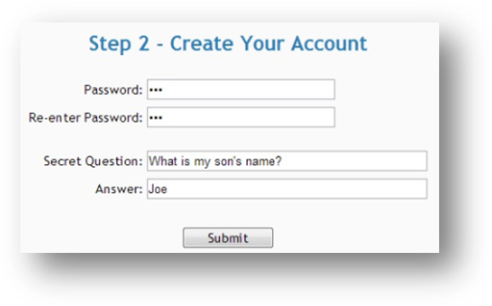 Step 2 - Create Your Account
Password: •••
Re-enter Password: •••
Secret Question: What is my son's name?
Answer: Joe
Submit